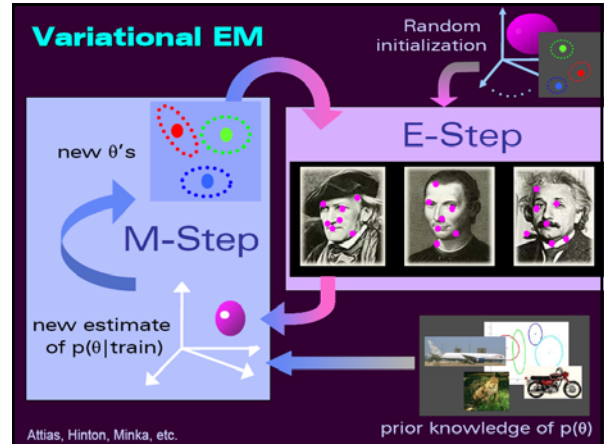 Variational EM
Random
initialization
E-Step
new θ's
M-Step
new estimate
of p(θ|train)
prior knowledge of p(θ)
Attias, Hinton, Minka, etc.